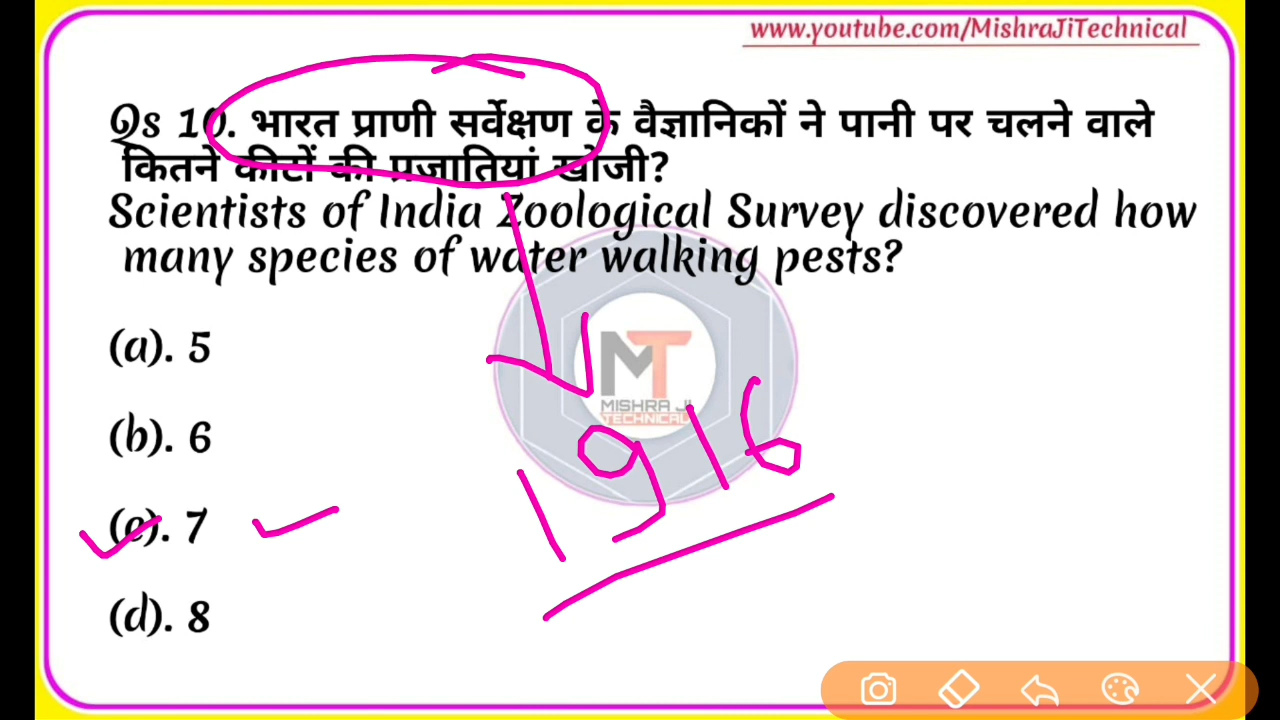 www.youtube.com/MishraJiTechnical
Qs 10. भारत प्राणी सर्वेक्षण के वैज्ञानिकों ने पानी पर चलने वाले
कितने कीटों की प्रजातियां खोजी?
Scientists of India Zoological Survey discovered how
many species of water walking pests?
(a). 5
MT
MISHRA JI
TECHNICAL
(b). 6
1916
(c). 7
(d). 8